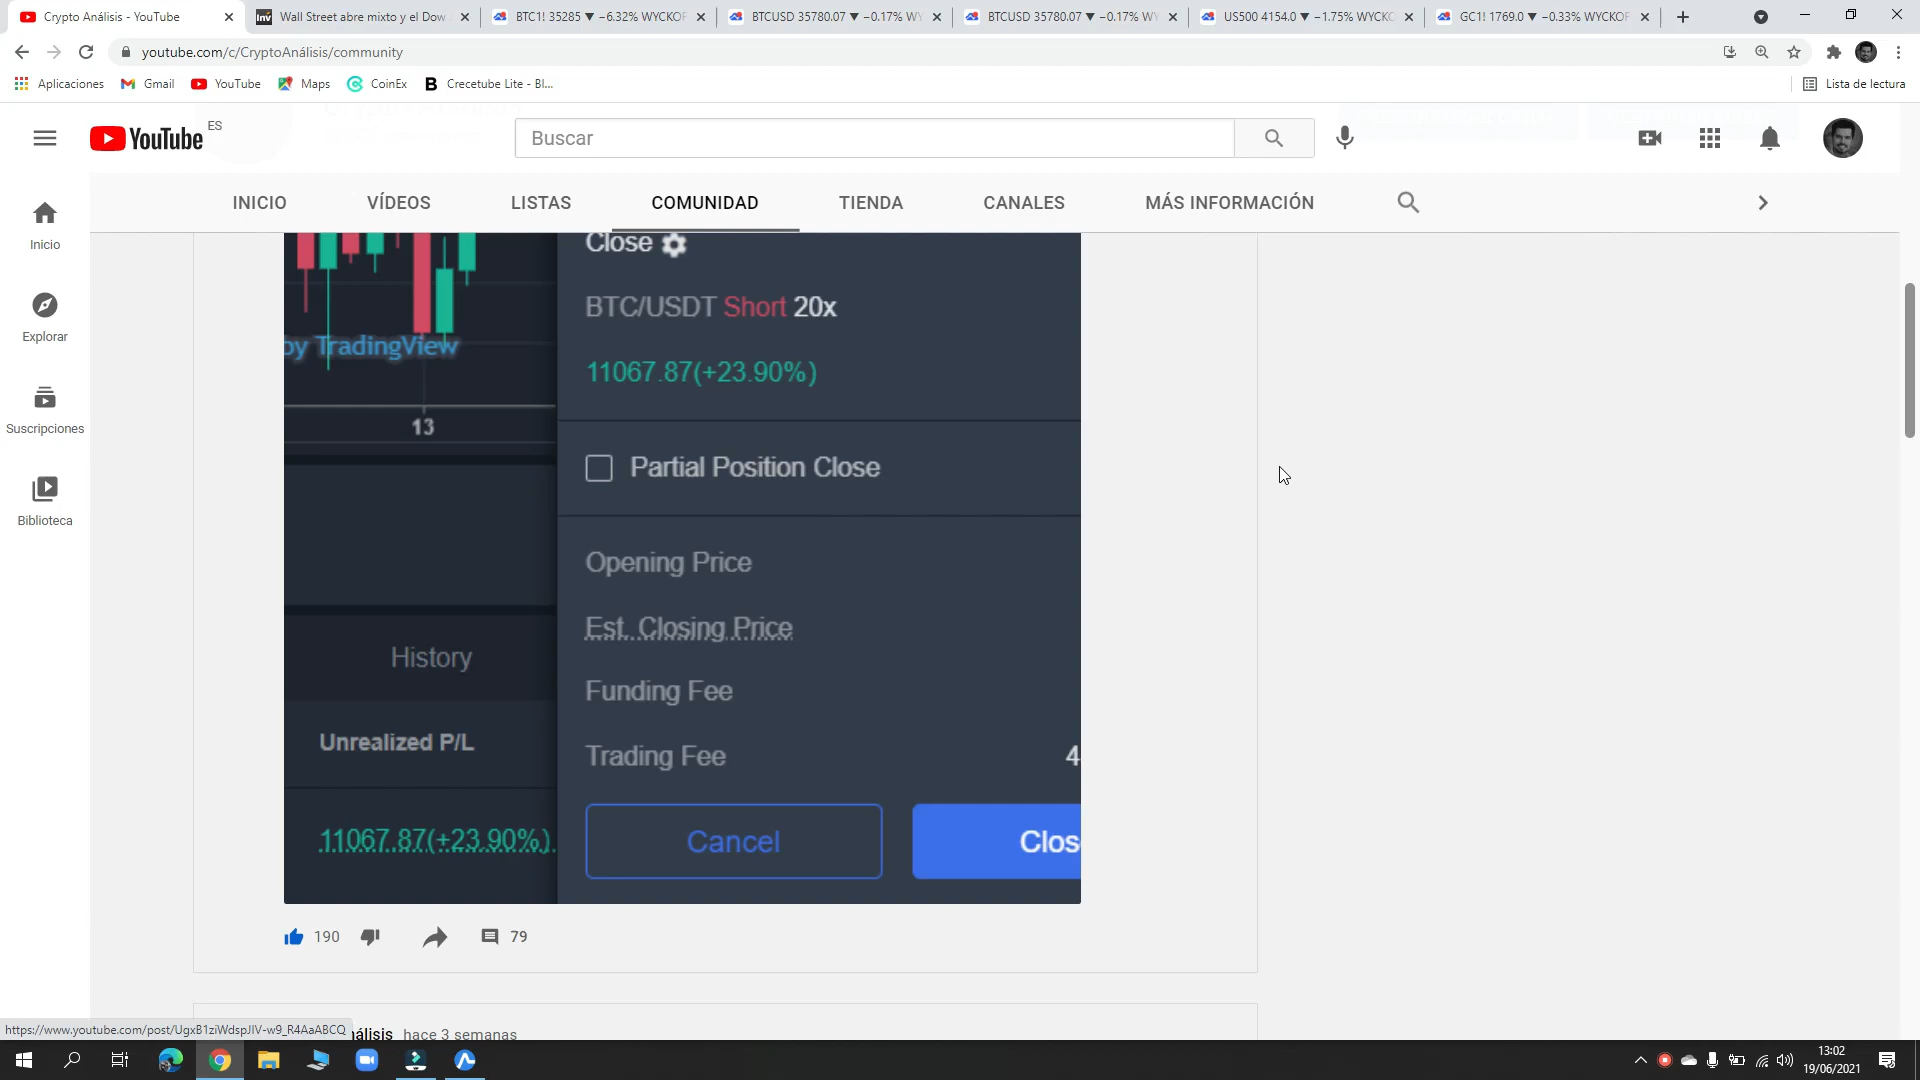 Crypto Análisis - YouTube
Wall Street abre mixto y el Dow
BTC1! 35285 ▼ −6.32% WYCKOF
BTCUSD 35780.07 ▼ −0.17% WY
BTCUSD 35780.07 ▼ −0.17% WY
US500 4154.0 ▼ −1.75% WYCKO
GC1! 1769.0 ▼ −0.33% WYCKOF
youtube.com/c/CryptoAnálisis/community
Aplicaciones
Gmail
YouTube
Maps
CoinEx
Crecetube Lite - Bl...
Lista de lectura
YouTube ES
Buscar
INICIO
VÍDEOS
LISTAS
COMUNIDAD
TIENDA
CANALES
MÁS INFORMACIÓN
Inicio
Explorar
Suscripciones
Biblioteca
by TradingView
13
History
Unrealized P/L
11067.87(+23.90%)
Close
BTC/USDT Short 20x
11067.87(+23.90%)
Partial Position Close
Opening Price
Est. Closing Price
Funding Fee
Trading Fee
4
Cancel
Clos
190
79
https://www.youtube.com/post/UgxB1ziWdspJIV-w9_R4AaABCQ
nálisis hace 3 semanas
13:02
19/06/2021